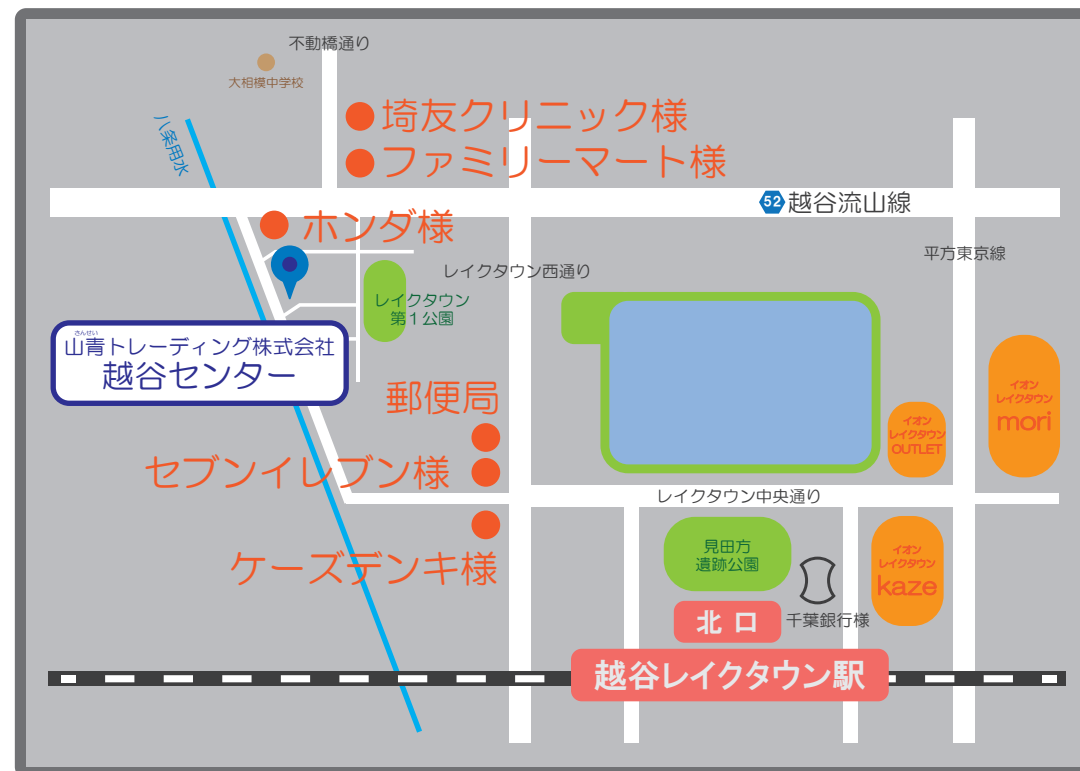 不動橋通り
大相模中学校
八条用水
埼友クリニック様
ファミリーマート様
52 越谷流山線
ホンダ様
平方東京線
レイクタウン西通り
レイクタウン
第1公園
さんせい
山青トレーディング株式会社
越谷センター
郵便局
セブンイレブン様
ケーズデンキ様
イオン
レイクタウン
mori
イオン
レイクタウン
OUTLET
レイクタウン中央通り
見田方
遺跡公園
イオン
レイクタウン
kaze
千葉銀行様
北口
越谷レイクタウン駅